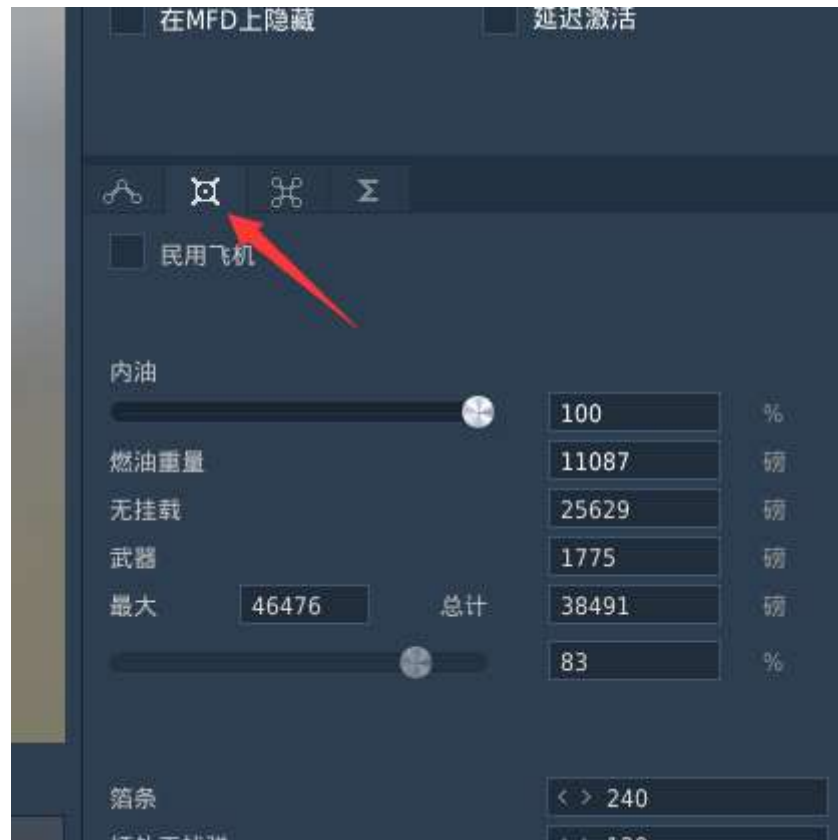 在MFD上隐藏 延迟激活
Σ
民用飞机
内油
100 %
燃油重量 11087 磅
无挂载 25629 磅
武器 1775 磅
最大 46476 总计 38491 磅
83 %
箔条 < > 240